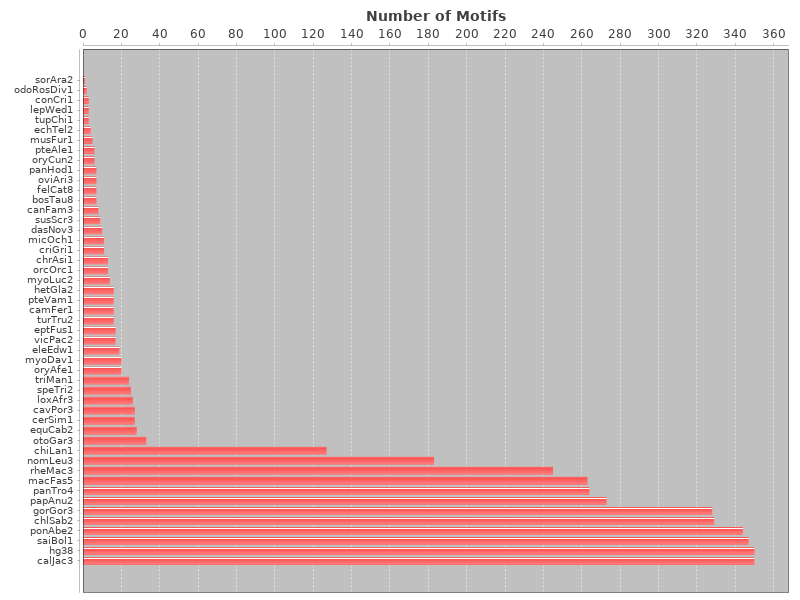 Number of Motifs
0 20 40 60 80 100 120 140 160 180 200 220 240 260 280 300 320 340 360
sorAra2
odoRosDiv1
conCri1
lepWed1
tupChi1
echTel2
musFur1
pteAle1
oryCun2
panHod1
oviAri3
felCat8
bosTau8
canFam3
susScr3
dasNov3
micOch1
criGri1
chrAsi1
orcOrc1
myoLuc2
hetGla2
pteVam1
camFer1
turTru2
eptFus1
vicPac2
eleEdw1
myoDav1
oryAfe1
triMan1
speTri2
loxAfr3
cavPor3
cerSim1
equCab2
otoGar3
chiLan1
nomLeu3
rheMac3
macFas5
panTro4
papAnu2
gorGor3
chlSab2
ponAbe2
saiBol1
hg38
calJac3